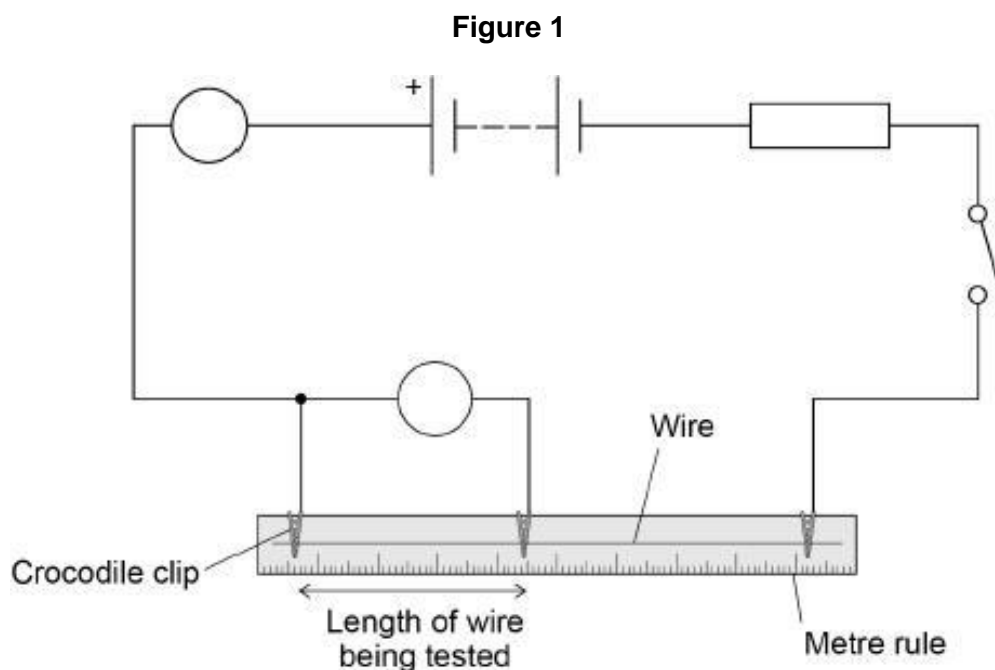 Figure 1
+
Wire
Crocodile clip
Length of wire
being tested
Metre rule